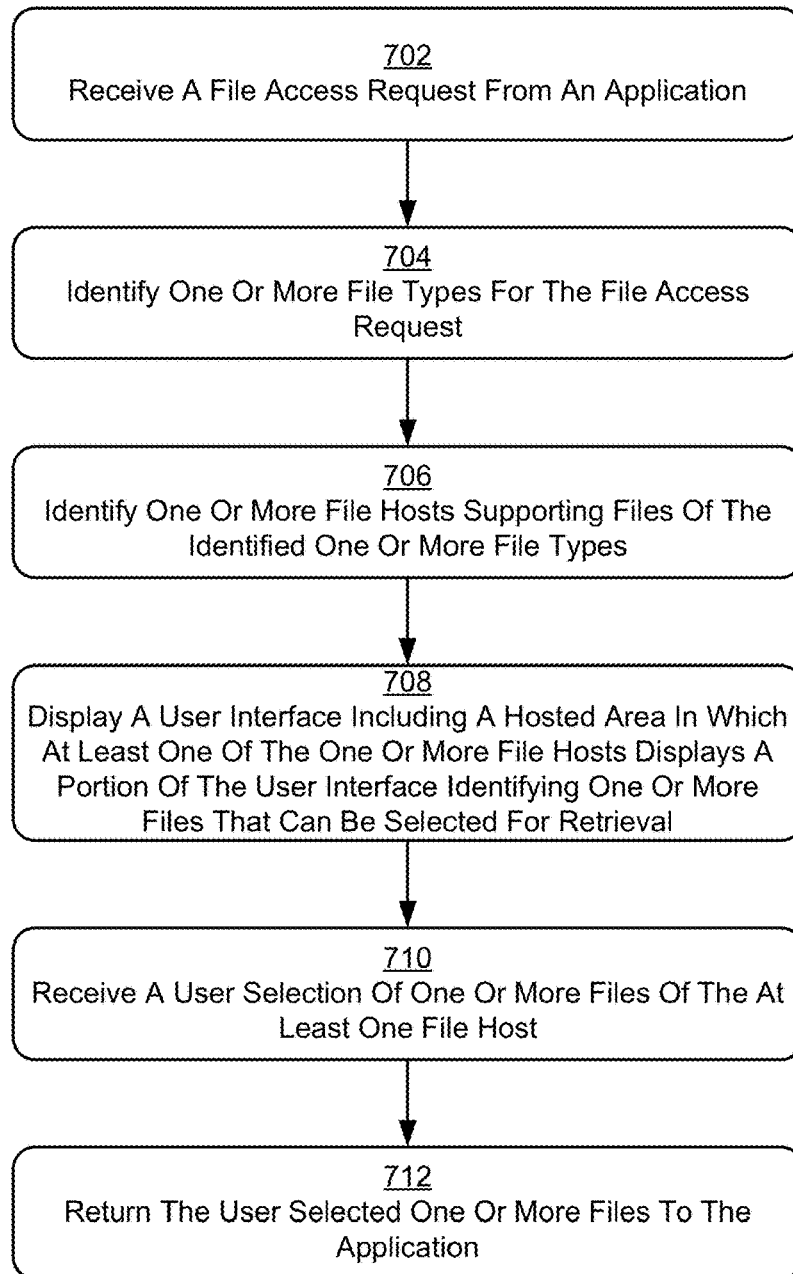 702
Receive A File Access Request From An Application
704
Identify One Or More File Types For The File Access
Request
706
Identify One Or More File Hosts Supporting Files Of The
Identified One Or More File Types
708
Display A User Interface Including A Hosted Area In Which
At Least One Of The One Or More File Hosts Displays A
Portion Of The User Interface Identifying One Or More
Files That Can Be Selected For Retrieval
710
Receive A User Selection Of One Or More Files Of The At
Least One File Host
712
Return The User Selected One Or More Files To The
Application